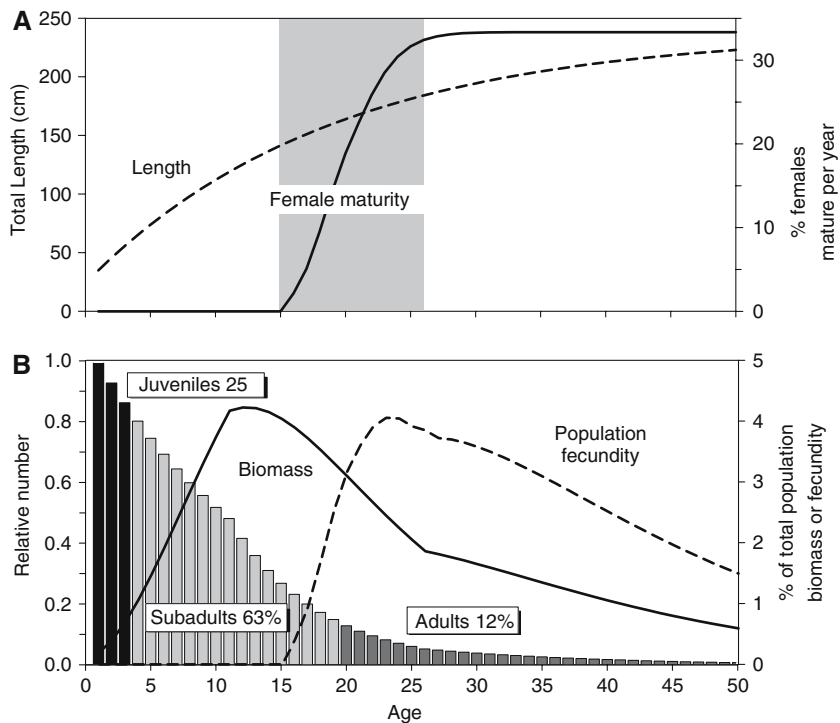 A
250
200
150
100
50
0
Total Length (cm)
Length
Female maturity
30
20
10
0
% females
mature per year
B
1.0
0.8
0.6
0.4
0.2
0.0
Relative number
Juveniles 25
Biomass
Population
fecundity
Subadults 63%
Adults 12%
5
4
3
2
1
0
% of total population
biomass or fecundity
0 5 10 15 20 25 30 35 40 45 50
Age